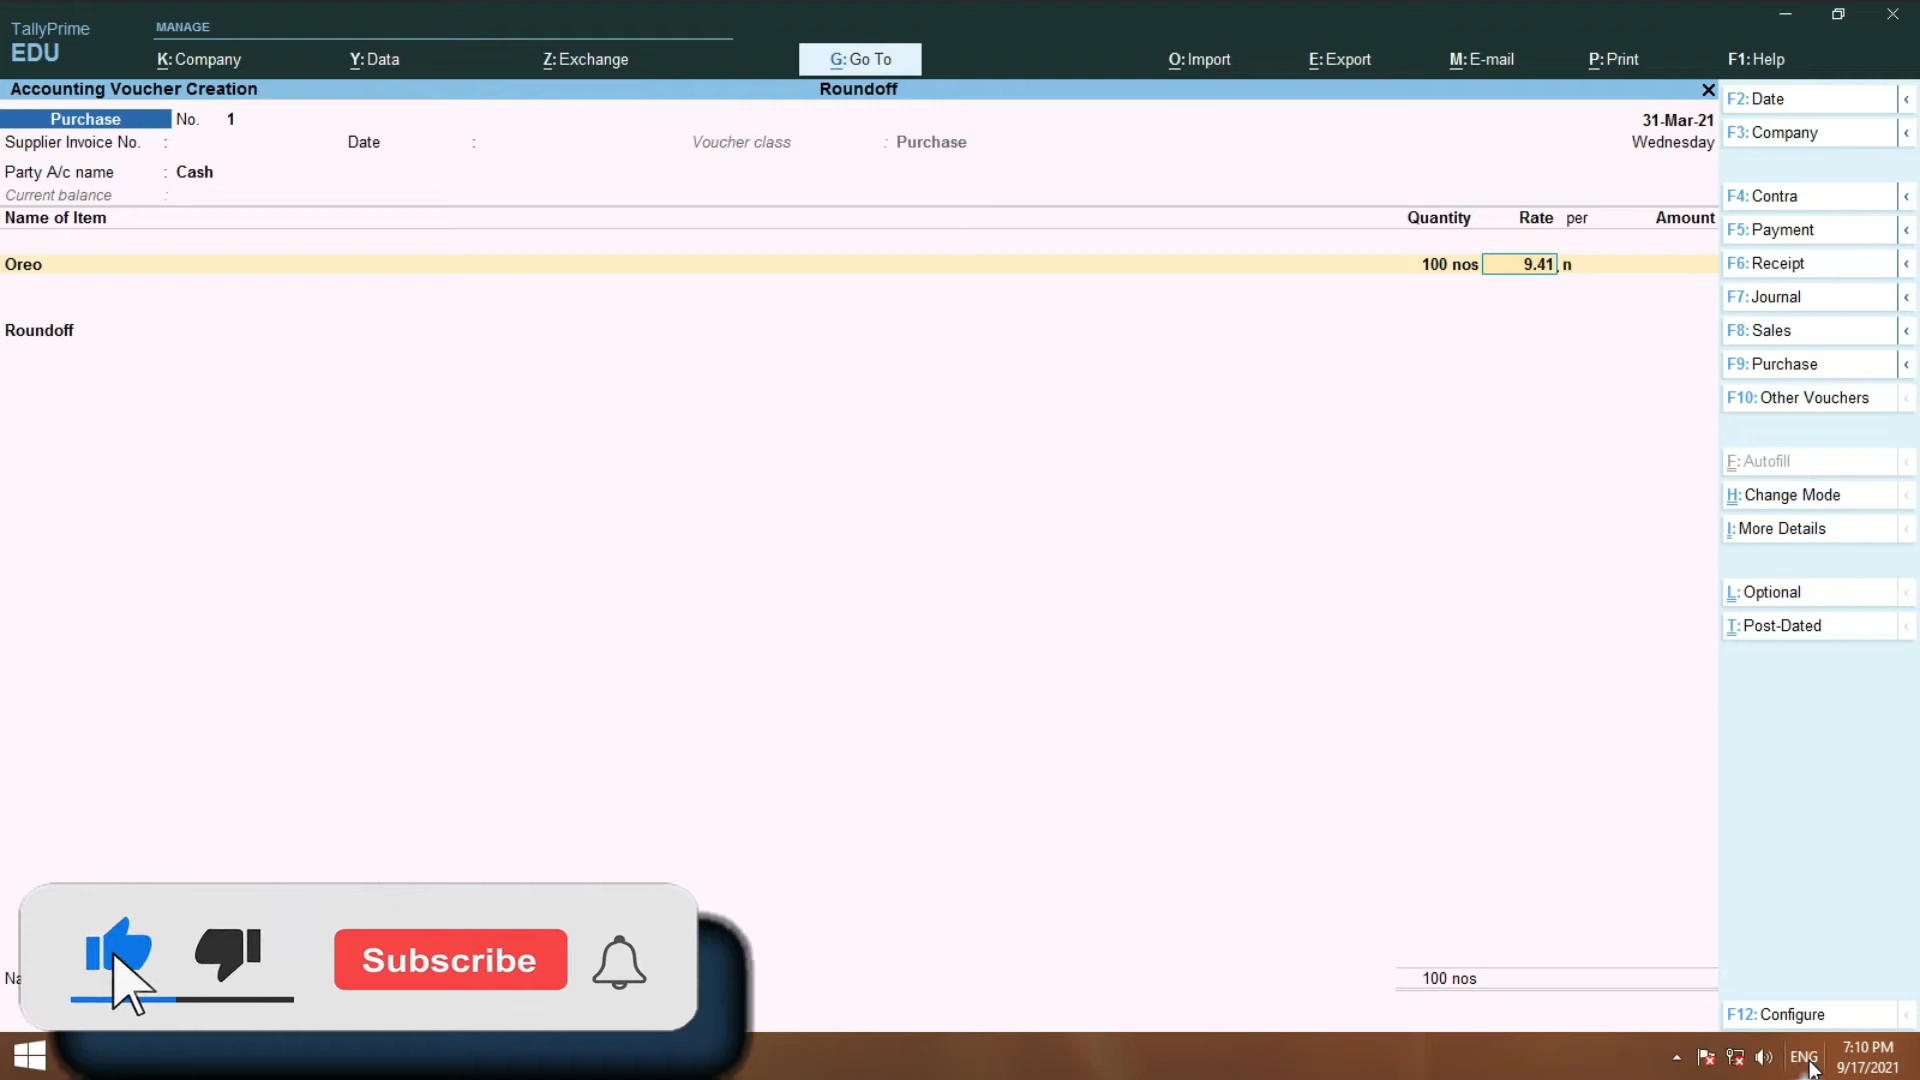 TallyPrime
EDU
MANAGE
K: Company
Y: Data
Z: Exchange
G: Go To
O: Import
E: Export
M: E-mail
P: Print
F1: Help
Accounting Voucher Creation
Roundoff
Purchase No. 1
31-Mar-21
Supplier Invoice No. :
Date :
Voucher class : Purchase
Wednesday
Party A/c name : Cash
Current balance :
Name of Item
Quantity Rate per Amount
Oreo 100 nos 9.41 n
Roundoff
100 nos
F2: Date
F3: Company
F4: Contra
F5: Payment
F6: Receipt
F7: Journal
F8: Sales
F9: Purchase
F10: Other Vouchers
F: Autofill
H: Change Mode
I: More Details
L: Optional
T: Post-Dated
F12: Configure
Subscribe
ENG
7:10 PM
9/17/2021